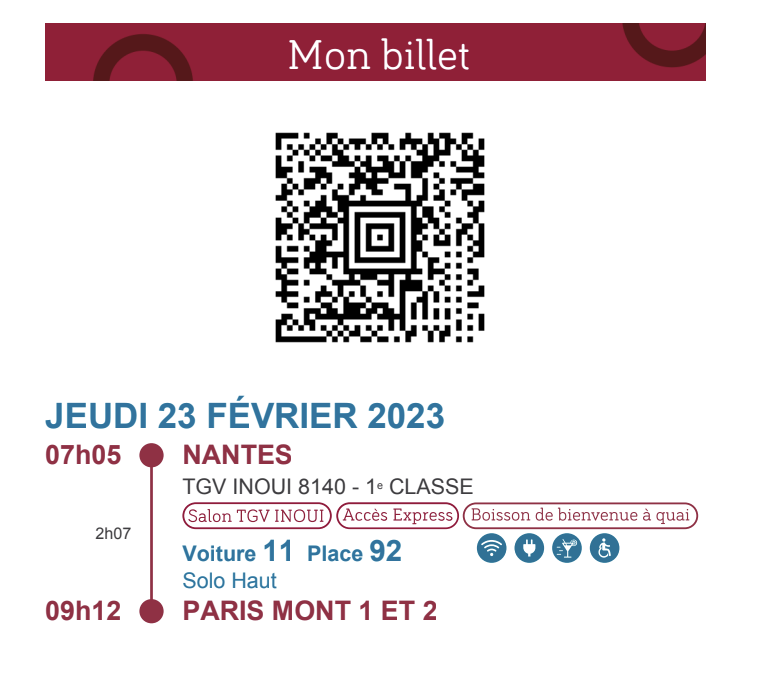 Mon billet
JEUDI 23 FÉVRIER 2023
07h05 NANTES
TGV INOUI 8140 - 1e CLASSE
Salon TGV INOUI Accès Express Boisson de bienvenue à quai
2h07
Voiture 11 Place 92
Solo Haut
09h12 PARIS MONT 1 ET 2